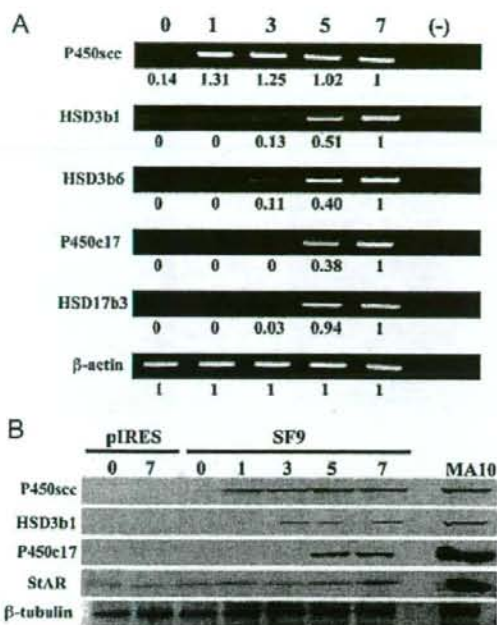 A
0 1 3 5 7 (-)
P450scc
0.14 1.31 1.25 1.02 1
HSD3b1
0 0 0.13 0.51 1
HSD3b6
0 0 0.11 0.40 1
P450c17
0 0 0 0.38 1
HSD17b3
0 0 0.03 0.94 1
β-actin
1 1 1 1 1
B
pIRES SF9
0 7 0 1 3 5 7 MA10
P450scc
HSD3b1
P450c17
StAR
β-tubulin